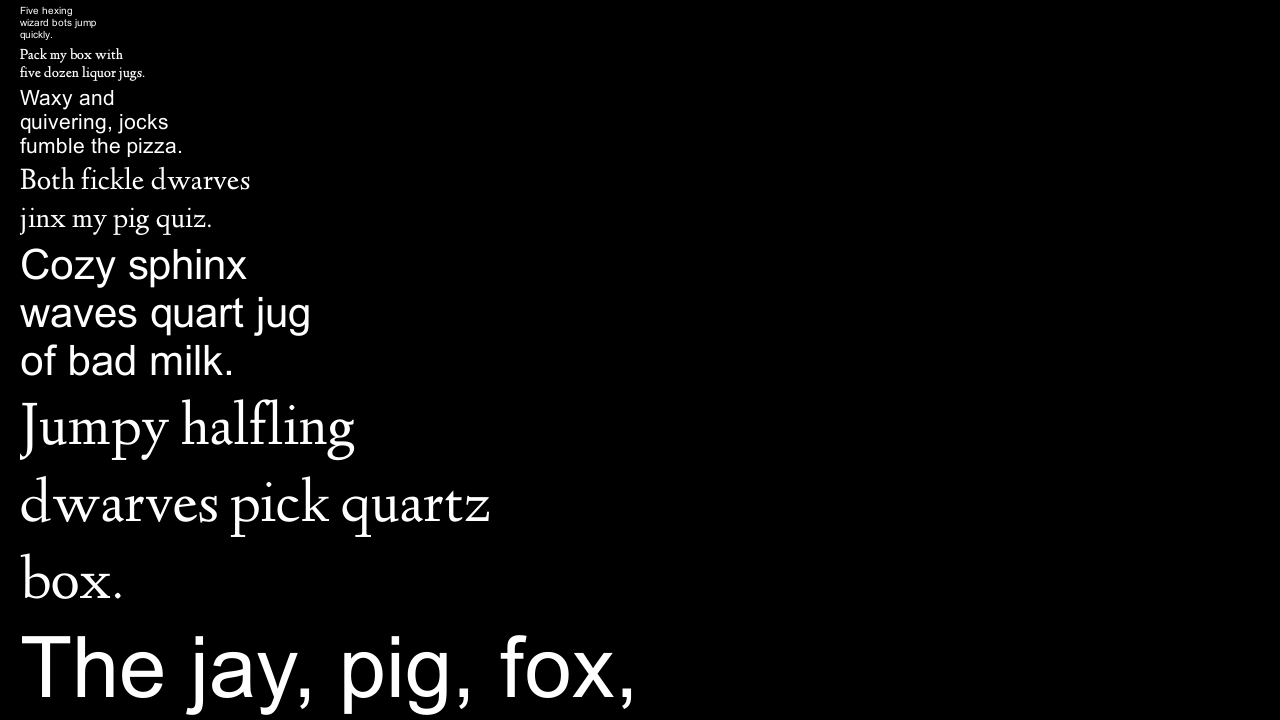 Five hexing
wizard bots jump
quickly.
Pack my box with
five dozen liquor jugs.
Waxy and
quivering, jocks
fumble the pizza.
Both fickle dwarves
jinx my pig quiz.
Cozy sphinx
waves quart jug
of bad milk.
Jumpy halfling
dwarves pick quartz
box.
The jay, pig, fox,